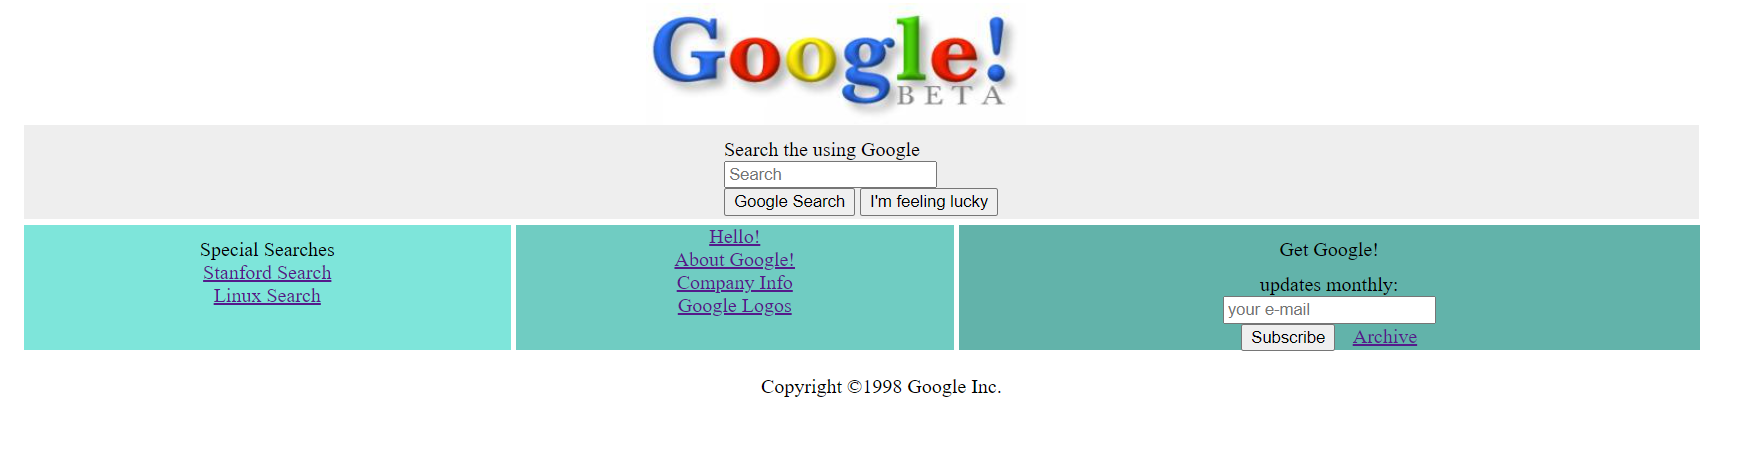 Google!
BETA
Search the using Google
Search
Google Search I'm feeling lucky
Special Searches
Stanford Search
Linux Search
Hello!
About Google!
Company Info
Google Logos
Get Google!
updates monthly:
your e-mail
Subscribe Archive
Copyright ©1998 Google Inc.